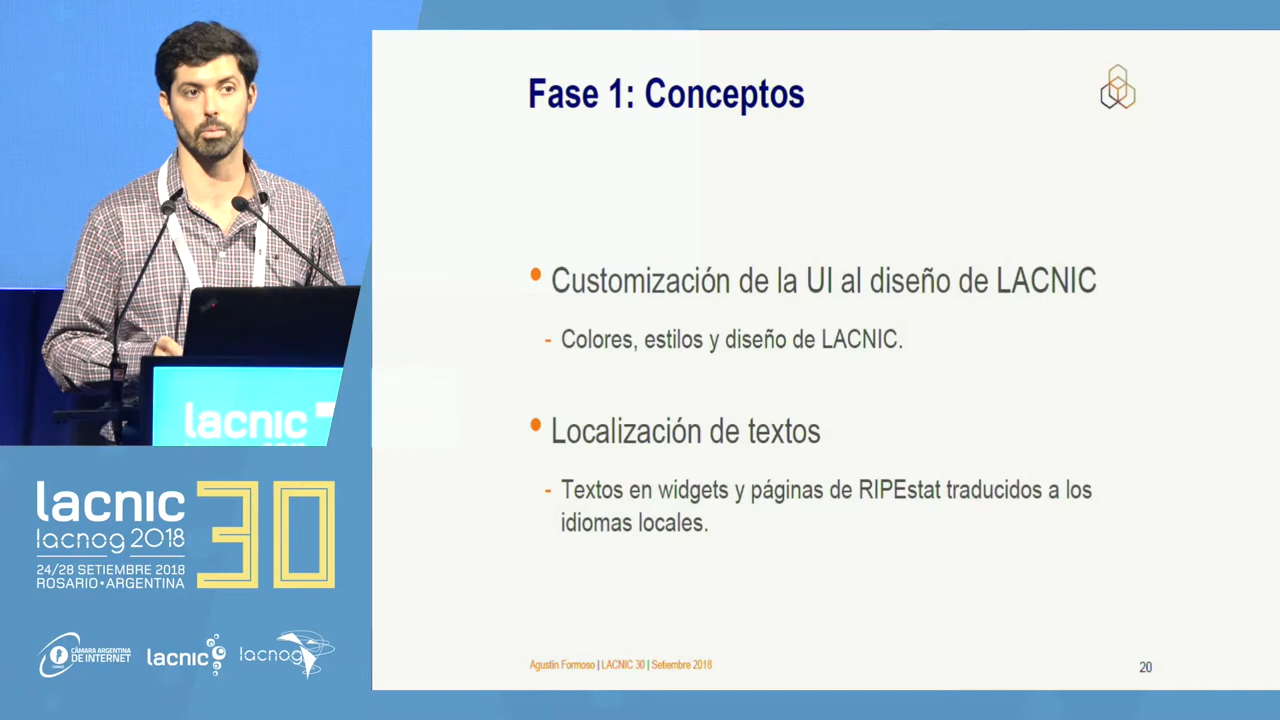 Fase 1: Conceptos
• Customización de la UI al diseño de LACNIC
- Colores, estilos y diseño de LACNIC.
• Localización de textos
- Textos en widgets y páginas de RIPEstat traducidos a los
idiomas locales.
Agustín Formoso | LACNIC 30 | Setiembre 2018
20
lacnic
lacnic 30
lacnog 2018
24/28 SETIEMBRE 2018
ROSARIO • ARGENTINA
CÁMARA ARGENTINA
DE INTERNET
lacnic
lacnog